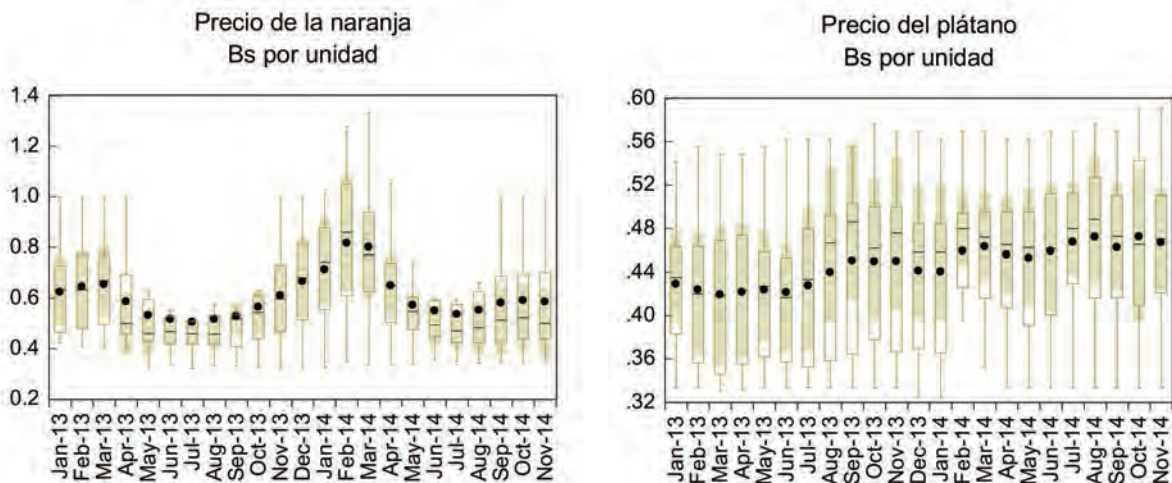 Precio de la naranja
Bs por unidad
1.4
1.2
1.0
0.8
0.6
0.4
0.2
Jan-13
Feb-13
Mar-13
Apr-13
May-13
Jun-13
Jul-13
Aug-13
Sep-13
Oct-13
Nov-13
Dec-13
Jan-14
Feb-14
Mar-14
Apr-14
May-14
Jun-14
Jul-14
Aug-14
Sep-14
Oct-14
Nov-14
Precio del plátano
Bs por unidad
.60
.56
.52
.48
.44
.40
.36
.32
Jan-13
Feb-13
Mar-13
Apr-13
May-13
Jun-13
Jul-13
Aug-13
Sep-13
Oct-13
Nov-13
Dec-13
Jan-14
Feb-14
Mar-14
Apr-14
May-14
Jun-14
Jul-14
Aug-14
Sep-14
Oct-14
Nov-14